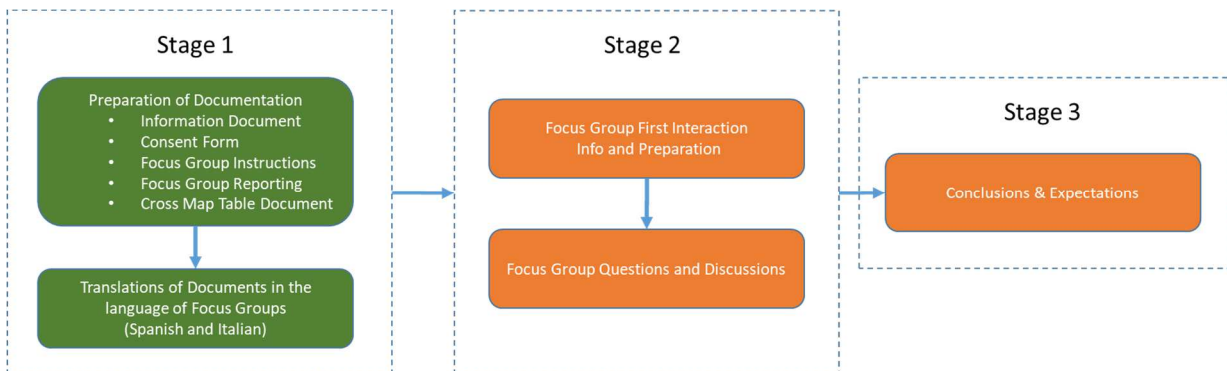 Stage 1
Preparation of Documentation
• Information Document
• Consent Form
• Focus Group Instructions
• Focus Group Reporting
• Cross Map Table Document
Translations of Documents in the
language of Focus Groups
(Spanish and Italian)
Stage 2
Focus Group First Interaction
Info and Preparation
Focus Group Questions and Discussions
Stage 3
Conclusions & Expectations